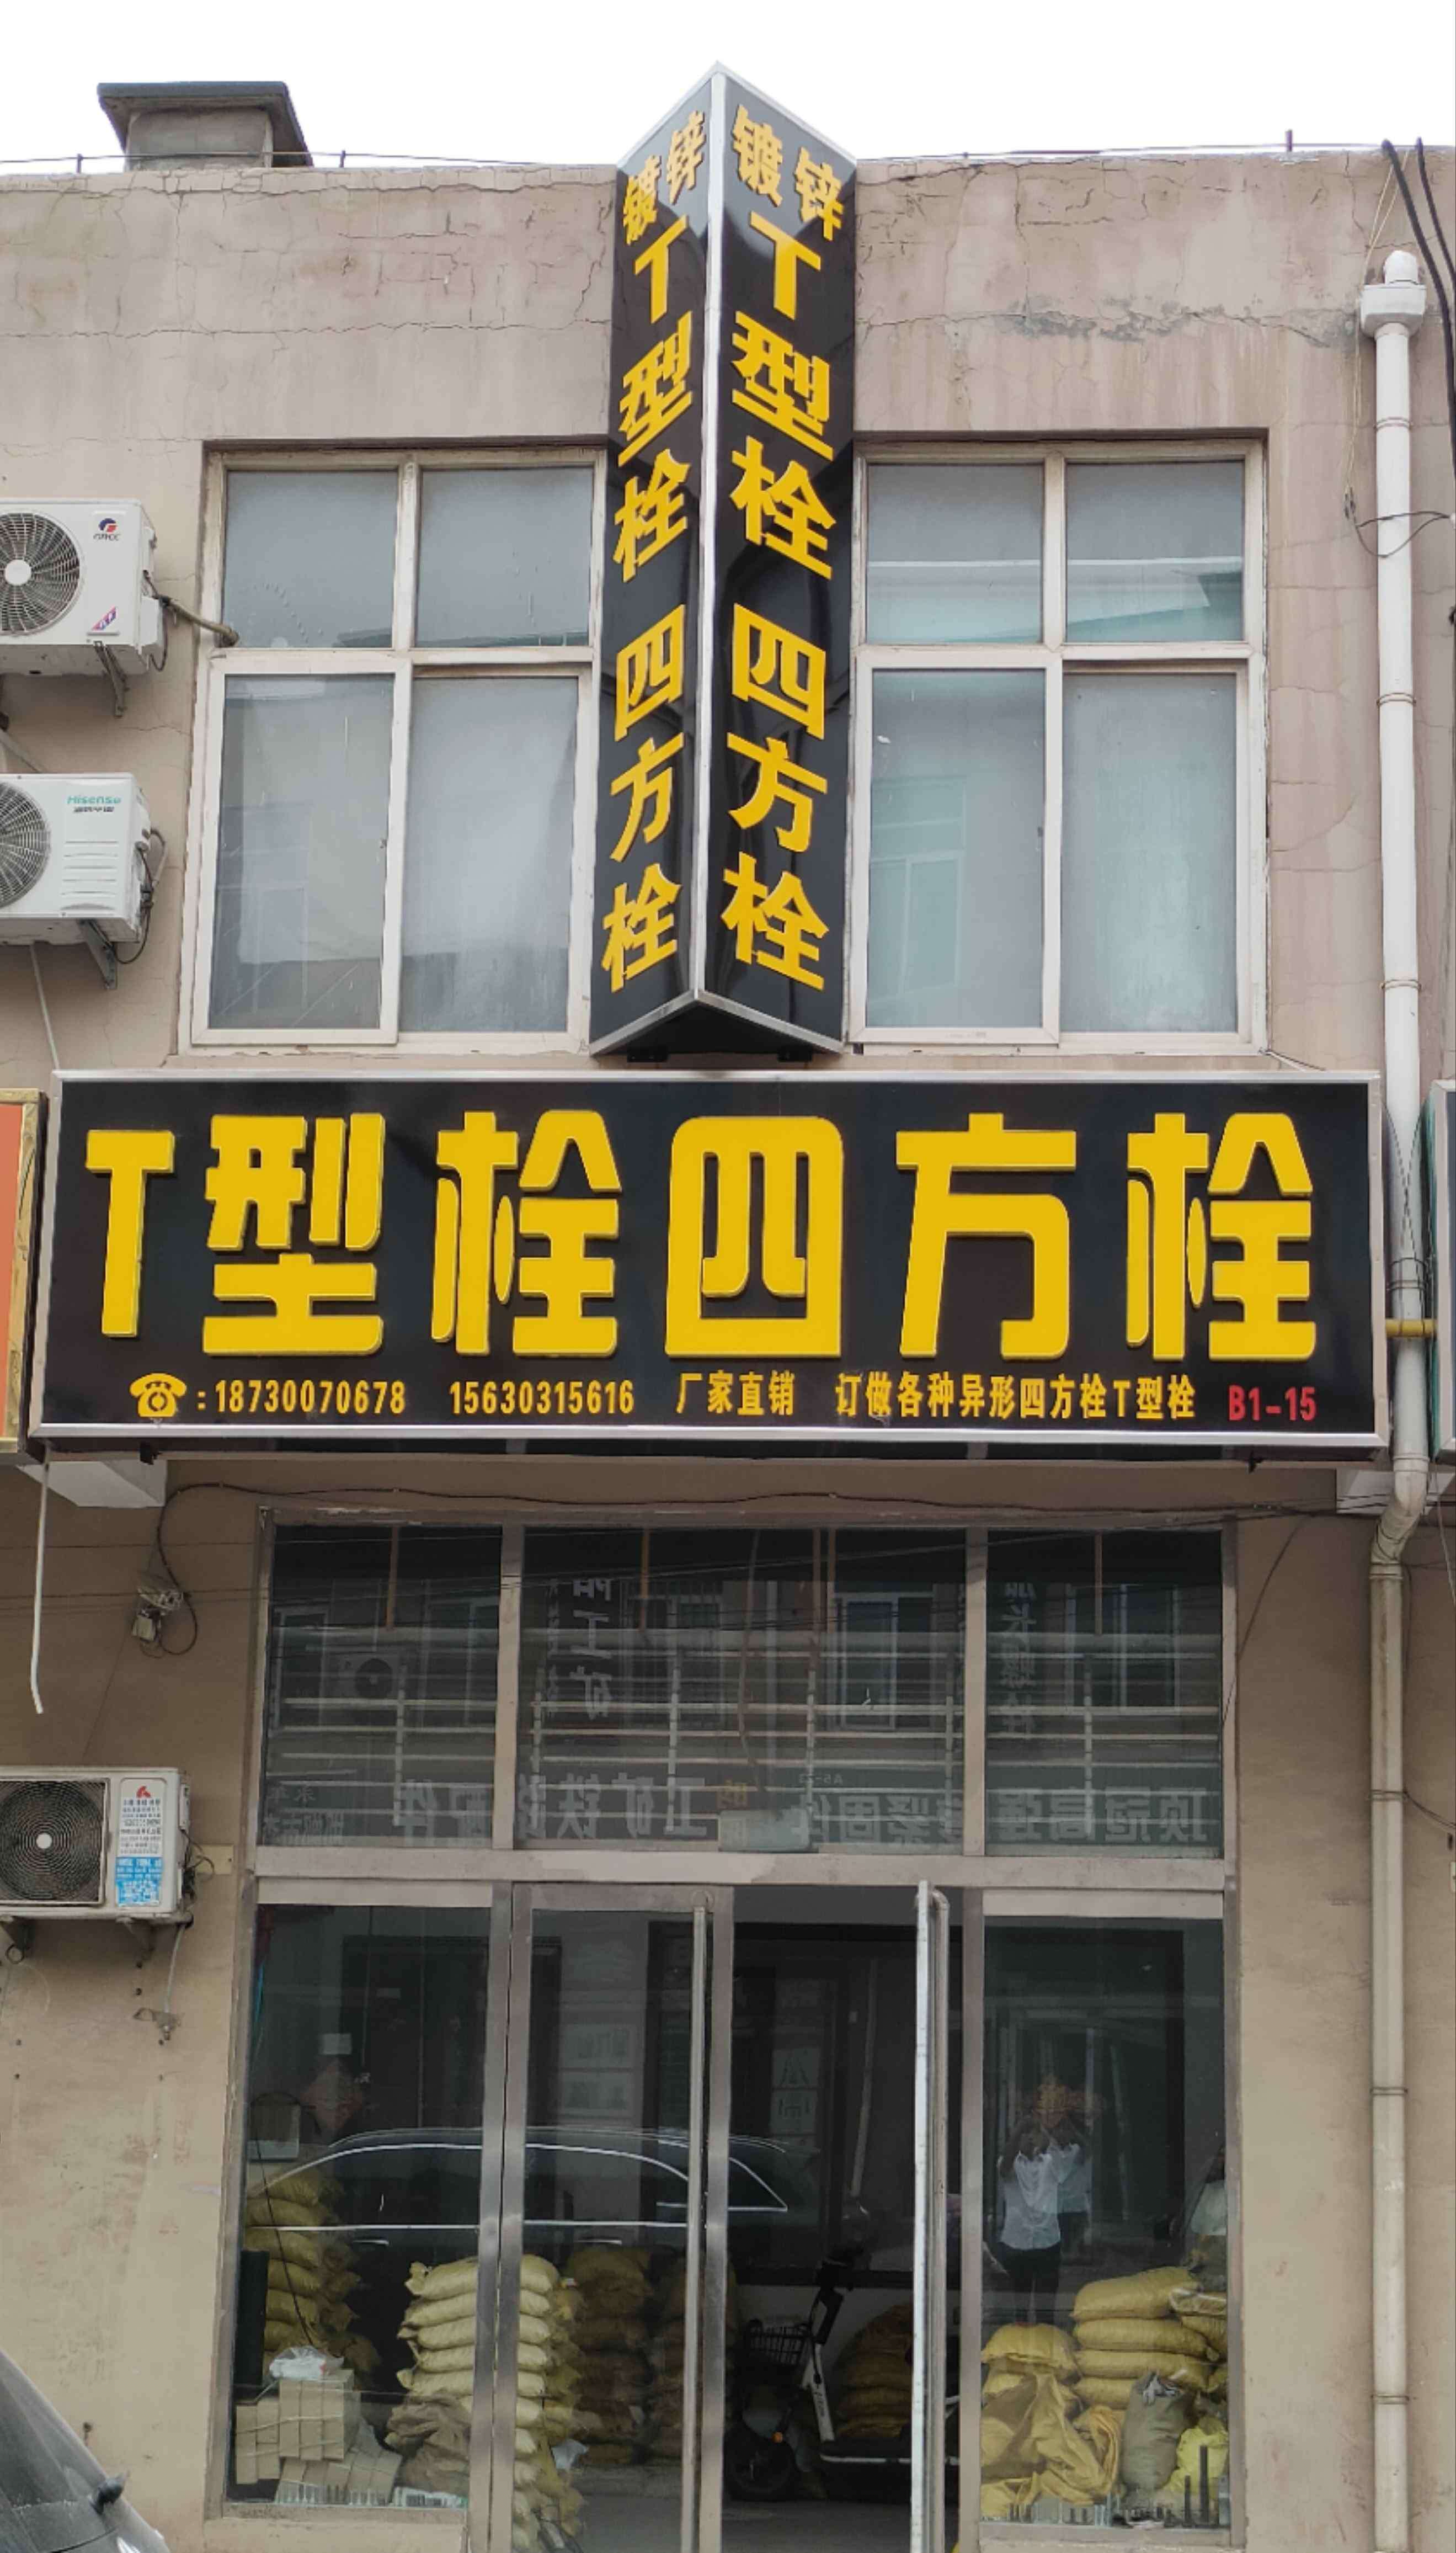 镀锌
T型栓 四方栓
镀锌
T型栓 四方栓
Hisense
T型栓四方栓
☎:18730070678 15630315616 厂家直销 订做各种异形四方栓T型栓 B1-15